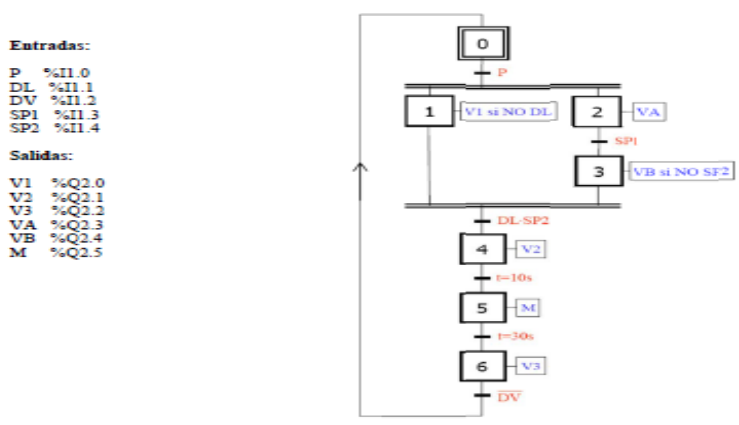 Entradas:
P %I1.0
DL %I1.1
DV %I1.2
SP1 %I1.3
SP2 %I1.4
Salidas:
V1 %Q2.0
V2 %Q2.1
V3 %Q2.2
VA %Q2.3
VB %Q2.4
M %Q2.5
0
P
1 V1 si NO DL 2 VA
SP1
3 VB si NO SF2
DL·SP2
4 V2
t=10s
5 M
t=30s
6 V3
D̅V̅